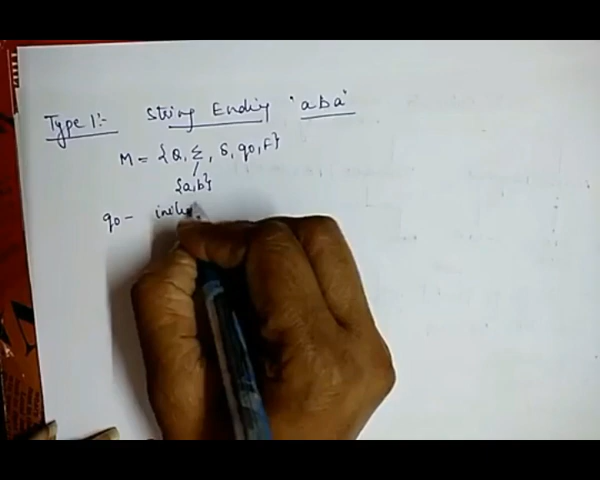 Type 1:- String Ending 'aba'
M = {Q, Σ, δ, q0, F}
{a,b}
q0 -